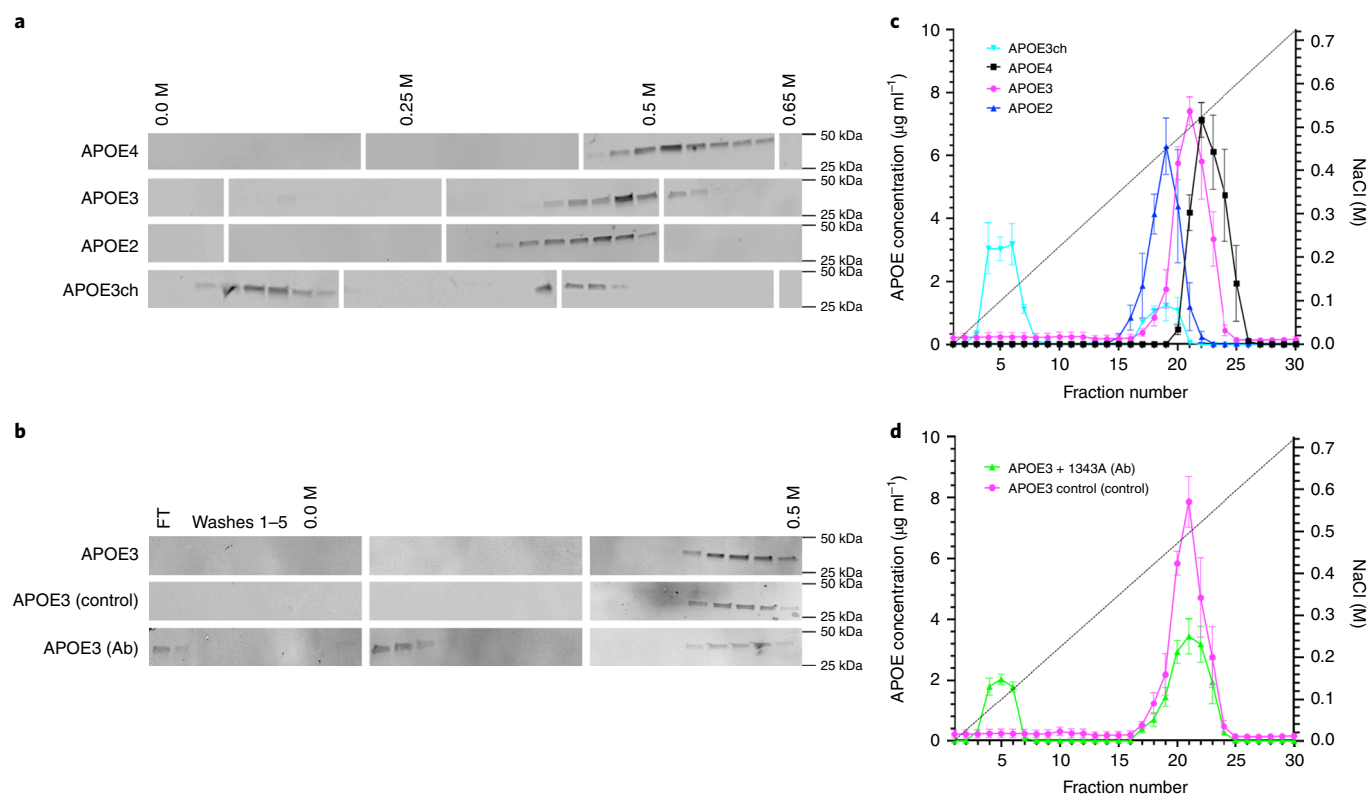 a
0.0 M
0.25 M
0.5 M
0.65 M
APOE4
50 kDa
25 kDa
APOE3
50 kDa
25 kDa
APOE2
50 kDa
25 kDa
APOE3ch
50 kDa
25 kDa
b
FT
Washes 1–5
0.0 M
0.5 M
APOE3
50 kDa
25 kDa
APOE3 (control)
50 kDa
25 kDa
APOE3 (Ab)
50 kDa
25 kDa
c
APOE3ch
APOE4
APOE3
APOE2
APOE concentration (µg ml⁻¹)
10
8
6
4
2
0
NaCl (M)
0.7
0.6
0.5
0.4
0.3
0.2
0.1
0.0
5 10 15 20 25 30
Fraction number
d
APOE3 + 1343A (Ab)
APOE3 control (control)
APOE concentration (µg ml⁻¹)
10
8
6
4
2
0
NaCl (M)
0.7
0.6
0.5
0.4
0.3
0.2
0.1
0.0
5 10 15 20 25 30
Fraction number